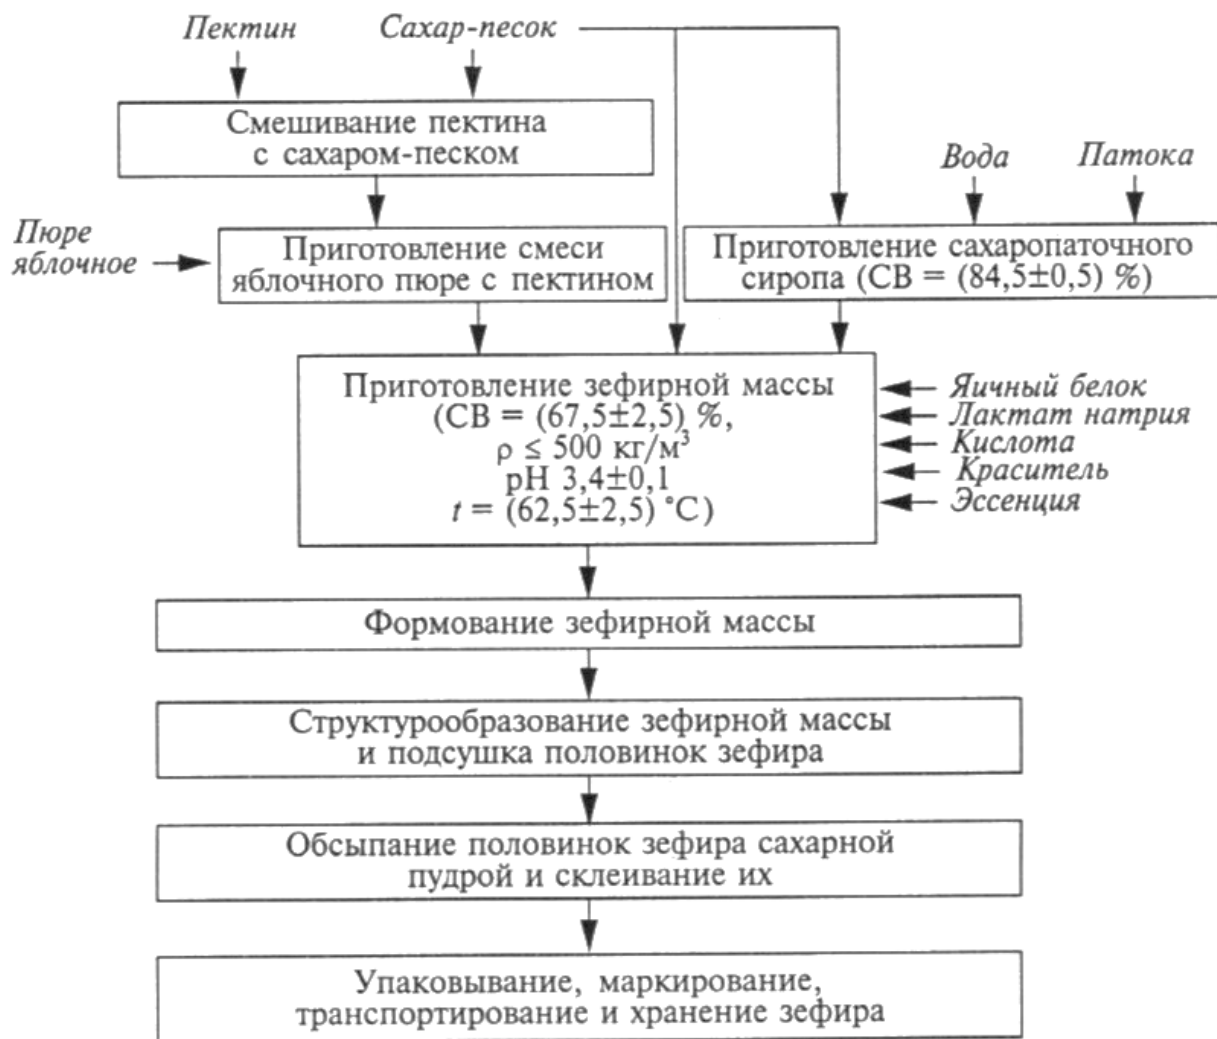 Пектин
Сахар-песок
Смешивание пектина
с сахаром-песком
Вода
Патока
Пюре
яблочное
Приготовление смеси
яблочного пюре с пектином
Приготовление сахаропаточного
сиропа (СВ = (84,5±0,5) %)
Приготовление зефирной массы
(СВ = (67,5±2,5) %,
ρ ≤ 500 кг/м³
pH 3,4±0,1
t = (62,5±2,5) °C)
Яичный белок
Лактат натрия
Кислота
Краситель
Эссенция
Формование зефирной массы
Структурообразование зефирной массы
и подсушка половинок зефира
Обсыпание половинок зефира сахарной
пудрой и склеивание их
Упаковывание, маркирование,
транспортирование и хранение зефира